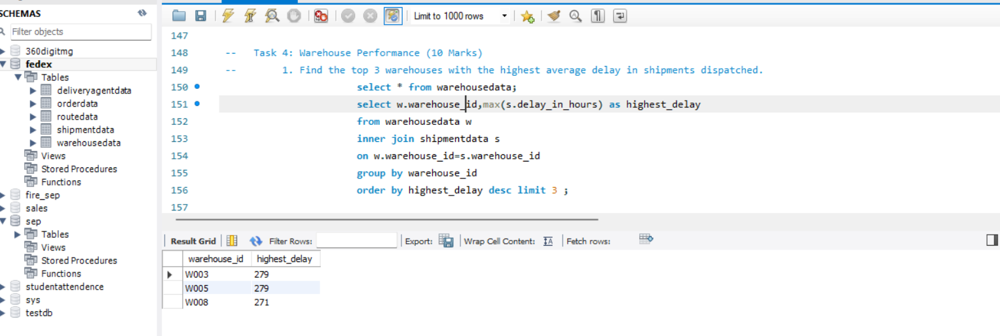 SCHEMAS
Filter objects
360digitmg
fedex
Tables
deliveryagentdata
orderdata
routedata
shipmentdata
warehousedata
Views
Stored Procedures
Functions
fire_sep
sales
sep
Tables
Views
Stored Procedures
Functions
studentattendence
sys
testdb
Limit to 1000 rows
147
148 -- Task 4: Warehouse Performance (10 Marks)
149 -- 1. Find the top 3 warehouses with the highest average delay in shipments dispatched.
150 select * from warehousedata;
151 select w.warehouse_id,max(s.delay_in_hours) as highest_delay
152 from warehousedata w
153 inner join shipmentdata s
154 on w.warehouse_id=s.warehouse_id
155 group by warehouse_id
156 order by highest_delay desc limit 3 ;
157
Result Grid Filter Rows: Export: Wrap Cell Content: IA Fetch rows:
warehouse_id highest_delay
W003 279
W005 279
W008 271